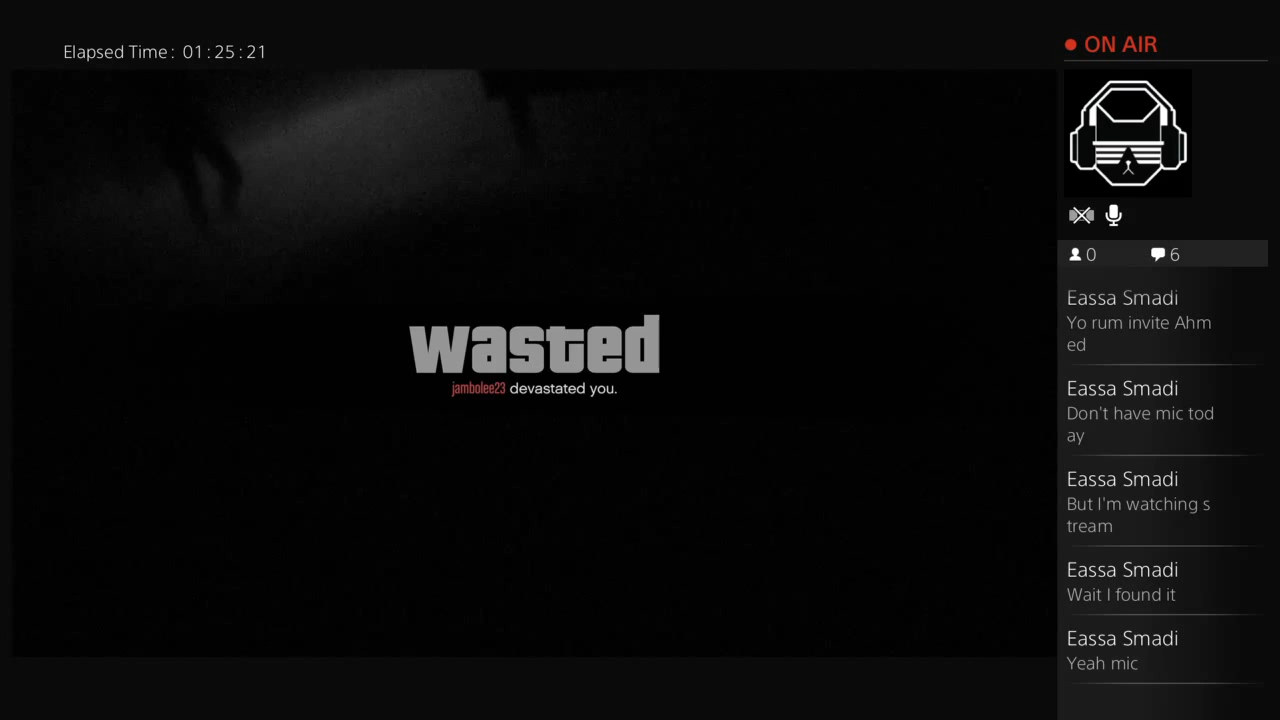 Elapsed Time: 01:25:21
ON AIR
0 6
wasted
jambolee23 devastated you.
Eassa Smadi
Yo rum invite Ahm
ed
Eassa Smadi
Don't have mic tod
ay
Eassa Smadi
But I'm watching s
tream
Eassa Smadi
Wait I found it
Eassa Smadi
Yeah mic